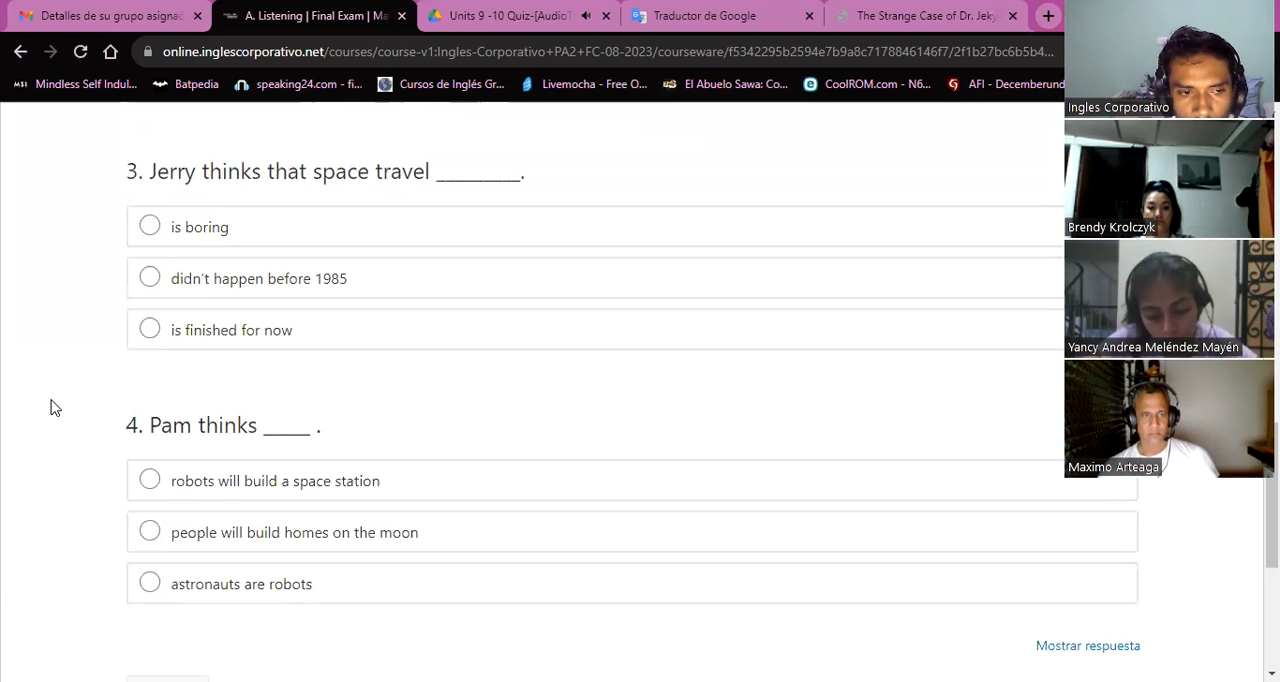 Detalles de su grupo asignac
A. Listening | Final Exam | Ma
Units 9 -10 Quiz-[AudioT
Traductor de Google
The Strange Case of Dr. Jeky
online.inglescorporativo.net/courses/course-v1:Ingles-Corporativo+PA2+FC-08-2023/courseware/f5342295b2594e7b9a8c7178846146f7/2f1b27bc6b5b4...
Mindless Self Indul...
Batpedia
speaking24.com - fi...
Cursos de Inglés Gr...
Livemocha - Free O...
El Abuelo Sawa: Co...
CoolROM.com - N6...
AFI - Decemberund
3. Jerry thinks that space travel _________.
is boring
didn´t happen before 1985
is finished for now
4. Pam thinks _____ .
robots will build a space station
people will build homes on the moon
astronauts are robots
Mostrar respuesta
Ingles Corporativo
Brendy Krolczyk
Yancy Andrea Meléndez Mayén
Maximo Arteaga